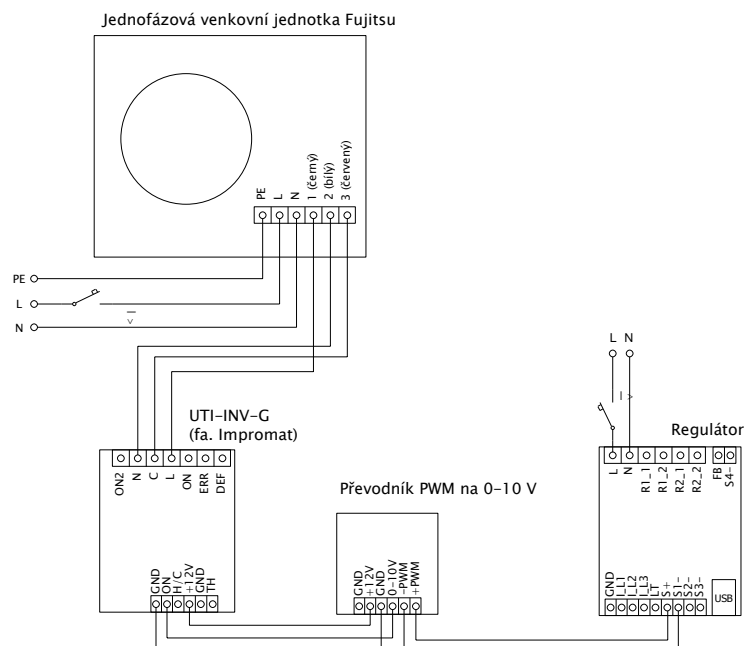 Jednofázová venkovní jednotka Fujitsu
PE
L
N
1 (černý)
2 (bílý)
3 (červený)
PE
L
N
I >
L N
I >
UTI-INV-G
(fa. Impromat)
Regulátor
ON2
N
C
L
ON
ERR
DEF
L
N
R1_1
R1_2
R2_1
R2_2
FB
S4-
Převodník PWM na 0-10 V
GND
ON
H/C
+12V
GND
TH
GND
+12V
GND
0-10V
-PWM
+PWM
GND
I_L1
I_L2
I_L3
LT
S+
S1-
S2-
S3-
USB